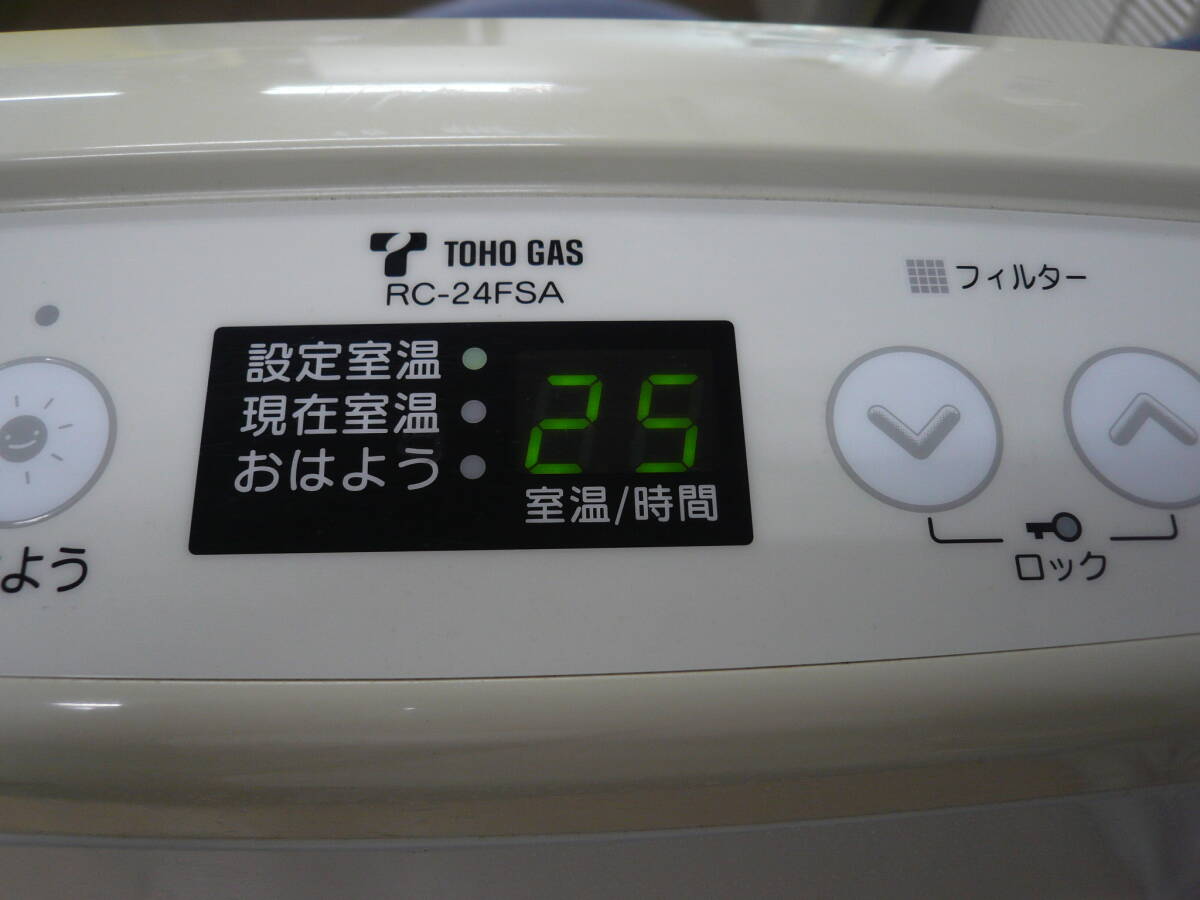 TOHO GAS
RC-24FSA
フィルター
設定室温
現在室温
おはよう
25
室温/時間
ロック
よう